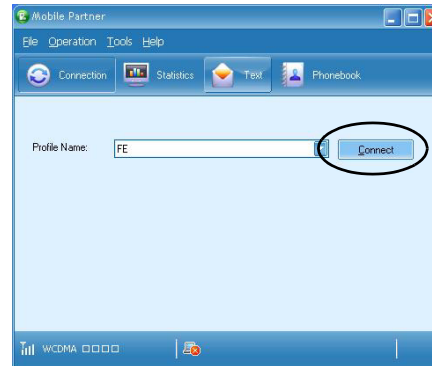 Mobile Partner
File Operation Tools Help
Connection Statistics Text Phonebook
Profile Name: FE Connect
WCDMA □□□□